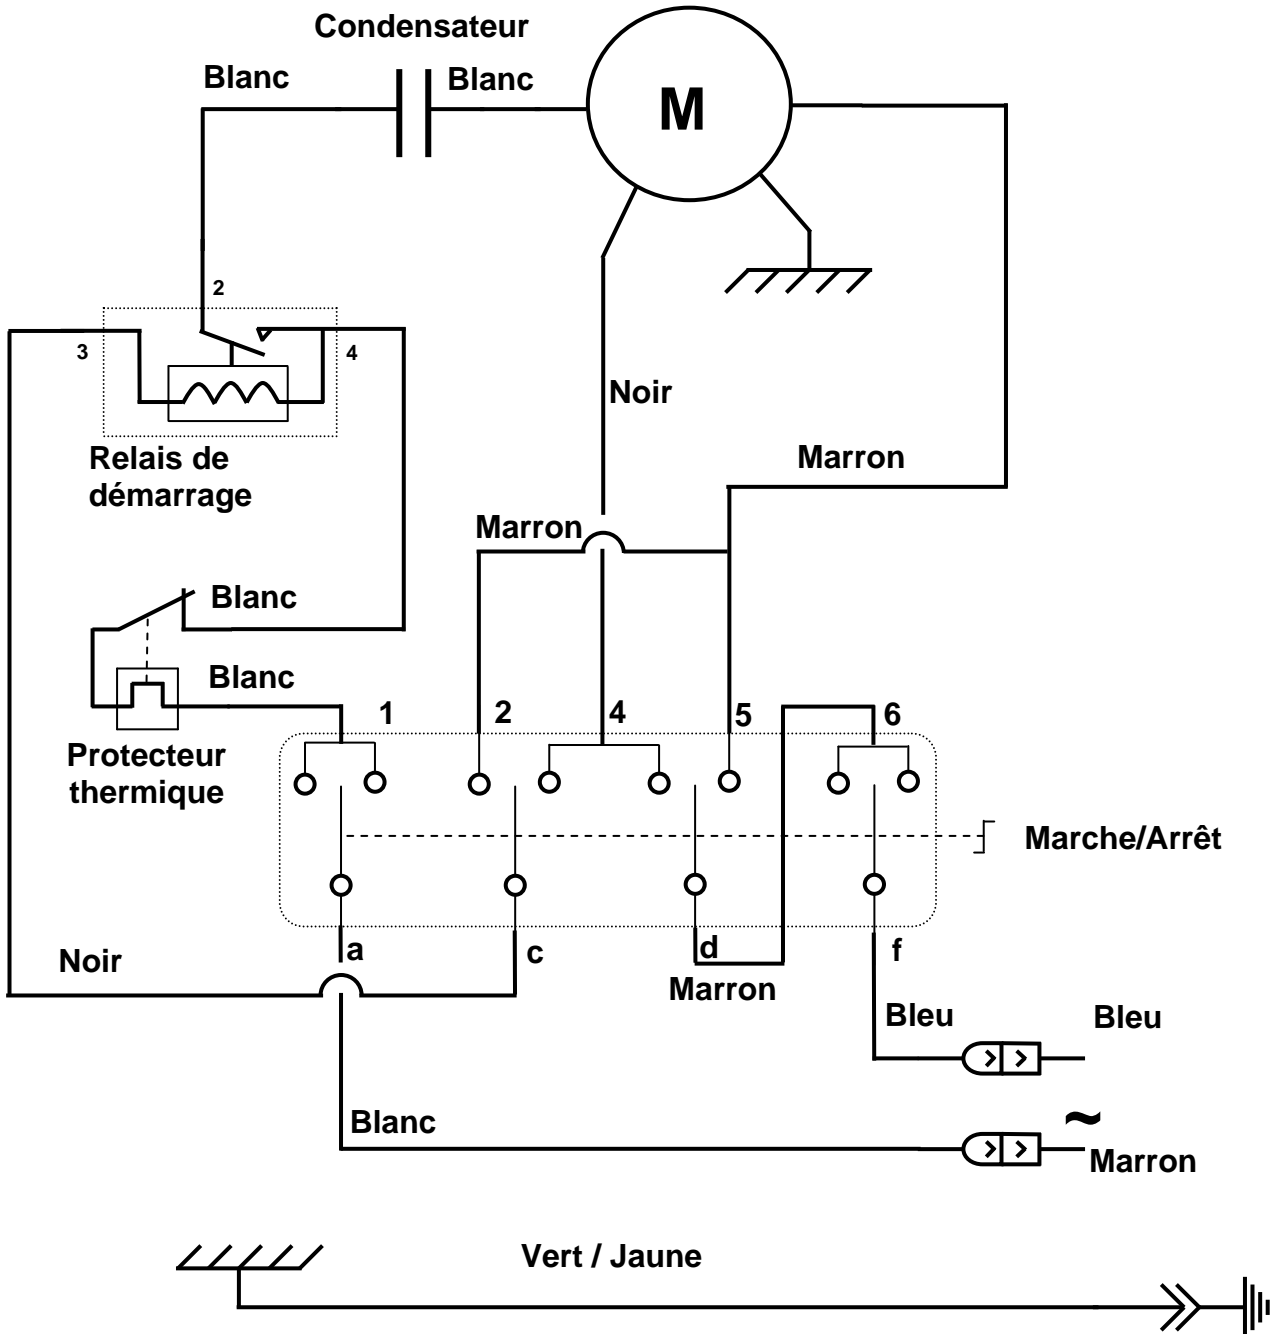 Condensateur
Blanc
Blanc
M
2
3
4
Noir
Relais de
démarrage
Marron
Marron
Blanc
Blanc
1
2
4
5
6
Protecteur
thermique
Marche/Arrêt
a
c
d
f
Noir
Marron
Bleu
Bleu
~
Blanc
Marron
Vert / Jaune